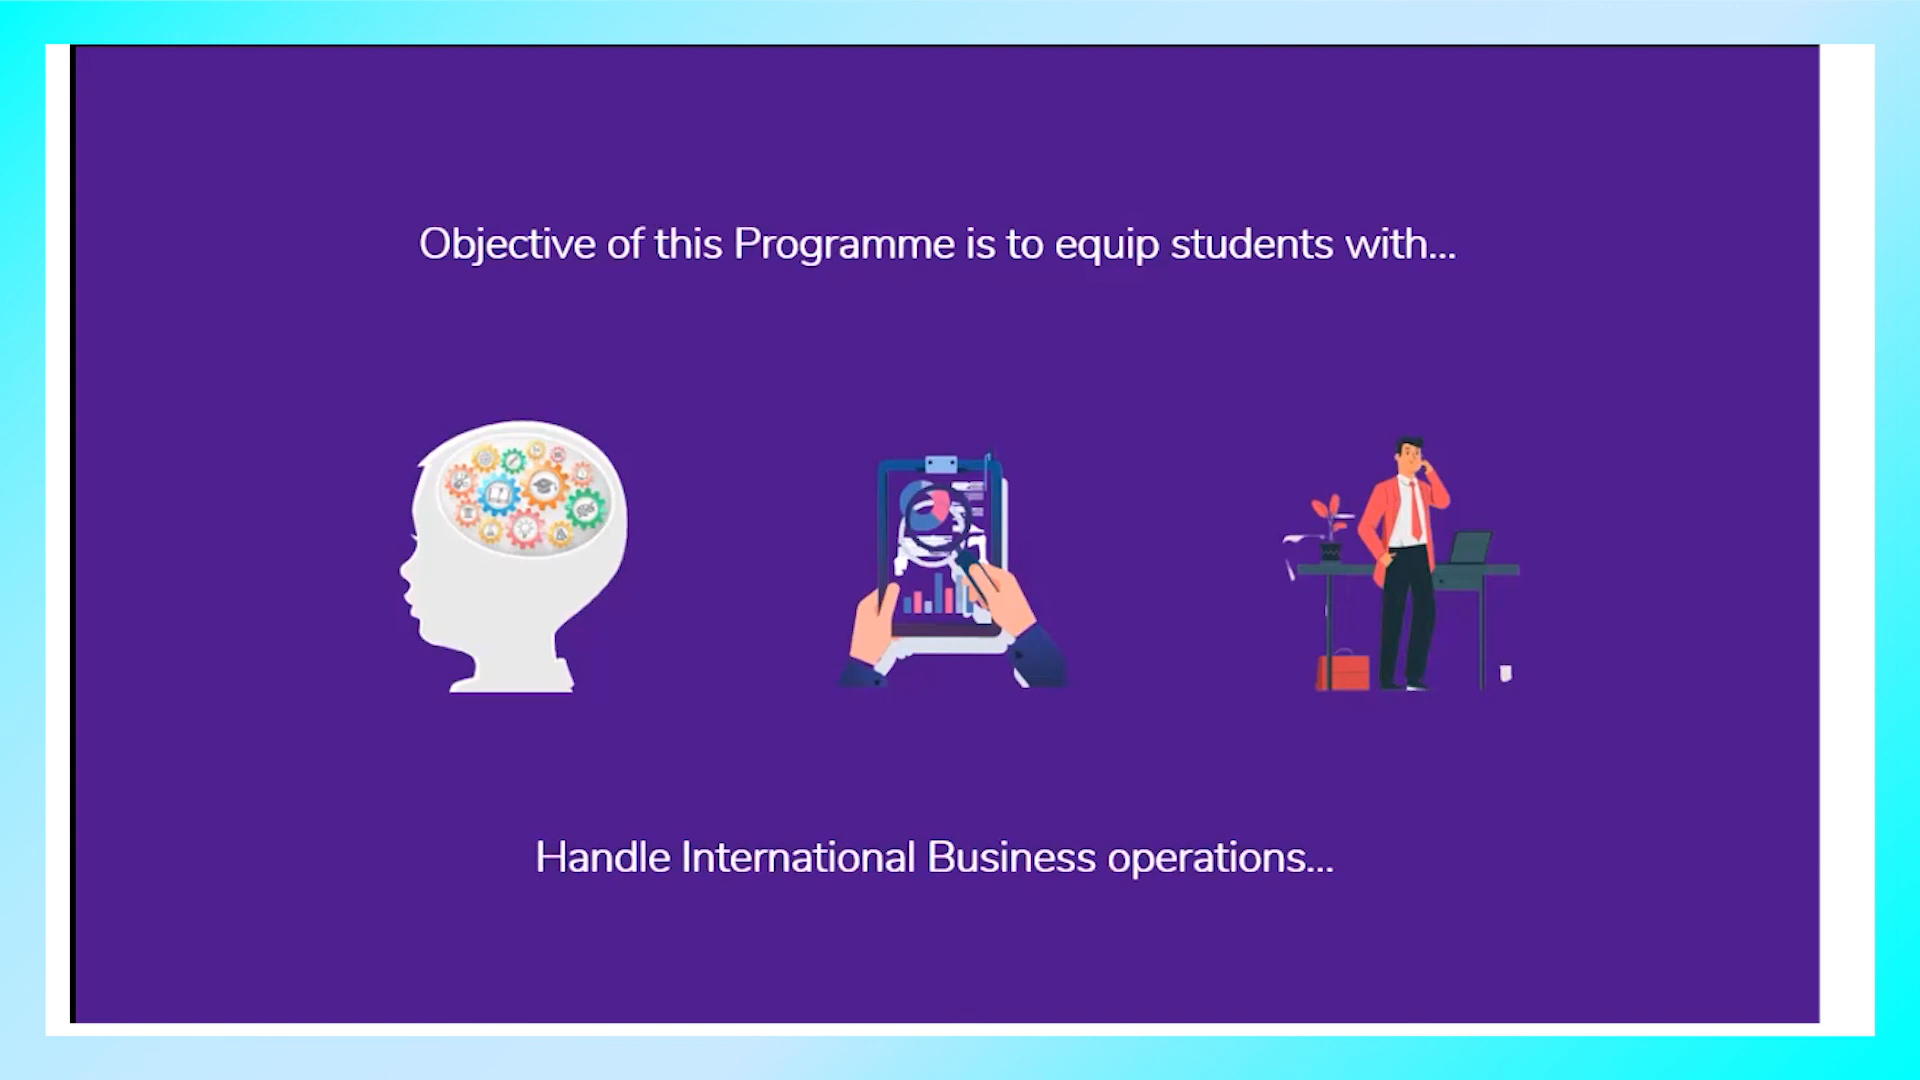 Objective of this Programme is to equip students with...
Handle International Business operations...